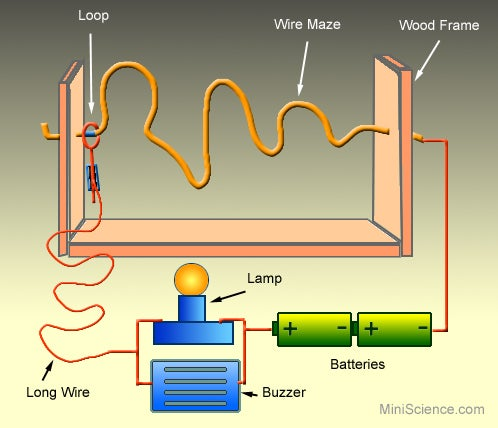 Loop
Wire Maze
Wood Frame
Lamp
+ - + -
Batteries
Long Wire
Buzzer
MiniScience.com